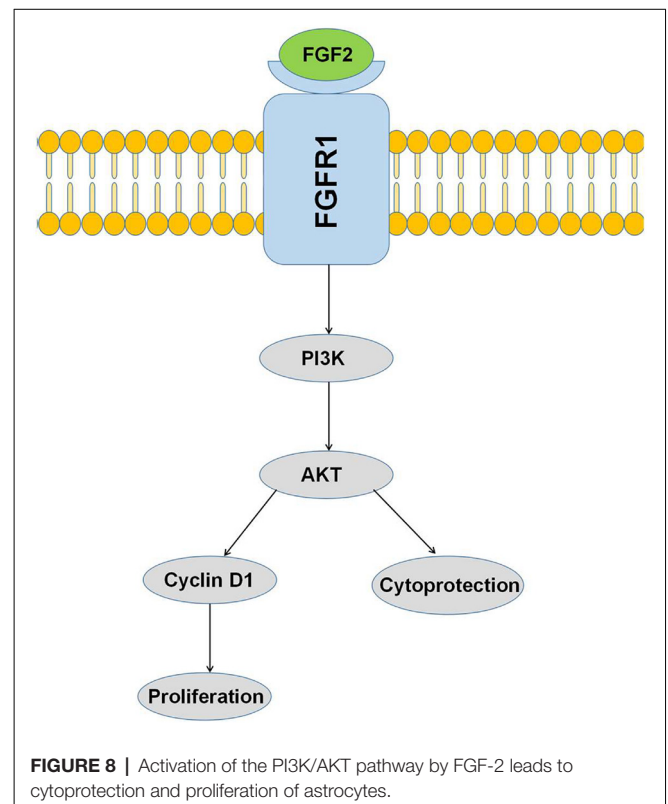 FGF2
FGFR1
PI3K
AKT
Cyclin D1
Cytoprotection
Proliferation
FIGURE 8 | Activation of the PI3K/AKT pathway by FGF-2 leads to
cytoprotection and proliferation of astrocytes.